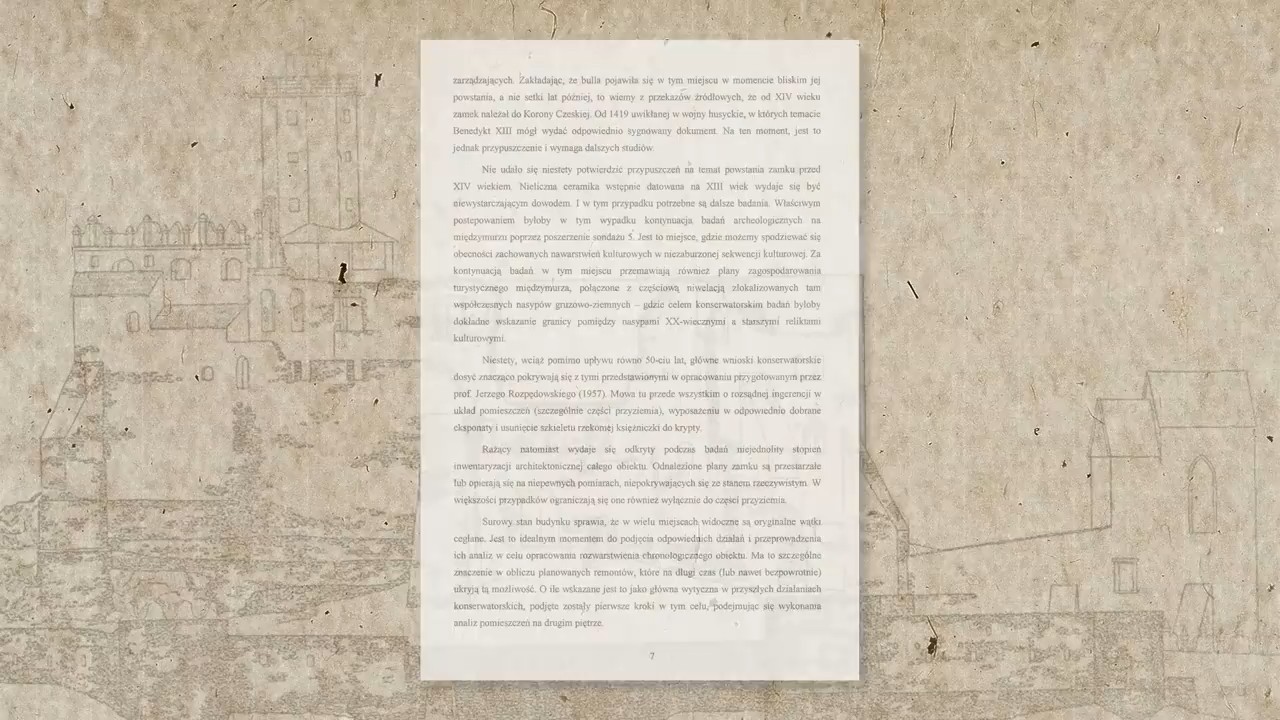 zarządzających. Zakładając, że bulla pojawiła się w tym miejscu w momencie bliskim jej
powstania, a nie setki lat później, to wiemy z przekazów źródłowych, że od XIV wieku
zamek należał do Korony Czeskiej. Od 1419 uwikłanej w wojny husyckie, w których temacie
Benedykt XIII mógł wydać odpowiednio sygnowany dokument. Na ten moment, jest to
jednak przypuszczenie i wymaga dalszych studiów.
Nie udało się niestety potwierdzić przypuszczeń na temat powstania zamku przed
XIV wiekiem. Nieliczna ceramika wstępnie datowana na XIII wiek wydaje się być
niewystarczającym dowodem. I w tym przypadku potrzebne są dalsze badania. Właściwym
postępowaniem byłoby w tym wypadku kontynuacja badań archeologicznych na
międzymurzu poprzez poszerzenie sondażu 5. Jest to miejsce, gdzie możemy spodziewać się
obecności zachowanych nawarstwień kulturowych w niezaburzonej sekwencji kulturowej. Za
kontynuacją badań w tym miejscu przemawiają również plany zagospodarowania
turystycznego międzymurza, połączone z częściową niwelacją zlokalizowanych tam
współczesnych nasypów gruzowo-ziemnych – gdzie celem konserwatorskim badań byłoby
dokładne wskazanie granicy pomiędzy nasypami XX-wiecznymi a starszymi reliktami
kulturowymi.
Niestety, wciąż pomimo upływu równo 50-ciu lat, główne wnioski konserwatorskie
dosyć znacząco pokrywają się z tymi przedstawionymi w opracowaniu przygotowanym przez
prof. Jerzego Rozpędowskiego (1957). Mowa tu przede wszystkim o rozsądnej ingerencji w
układ pomieszczeń (szczególnie części przyziemia), wyposażeniu w odpowiednio dobrane
eksponaty i usunięcie szkieletu rzekomej księżniczki do krypty.
Rażący natomiast wydaje się odkryty podczas badań niejednolity stopień
inwentaryzacji architektonicznej całego obiektu. Odnalezione plany zamku są przestarzałe
lub opierają się na niepewnych pomiarach, niepokrywających się ze stanem rzeczywistym. W
większości przypadków ograniczają się one również wyłącznie do części przyziemia.
Surowy stan budynku sprawia, że w wielu miejscach widoczne są oryginalne wątki
ceglane. Jest to idealnym momentem do podjęcia odpowiednich działań i przeprowadzenia
ich analiz w celu opracowania rozwarstwienia chronologicznego obiektu. Ma to szczególne
znaczenie w obliczu planowanych remontów, które na długi czas (lub nawet bezpowrotnie)
ukryją tą możliwość. O ile wskazane jest to jako główna wytyczna w przyszłych działaniach
konserwatorskich, podjęte zostały pierwsze kroki w tym celu, podejmując się wykonania
analiz pomieszczeń na drugim piętrze.
7